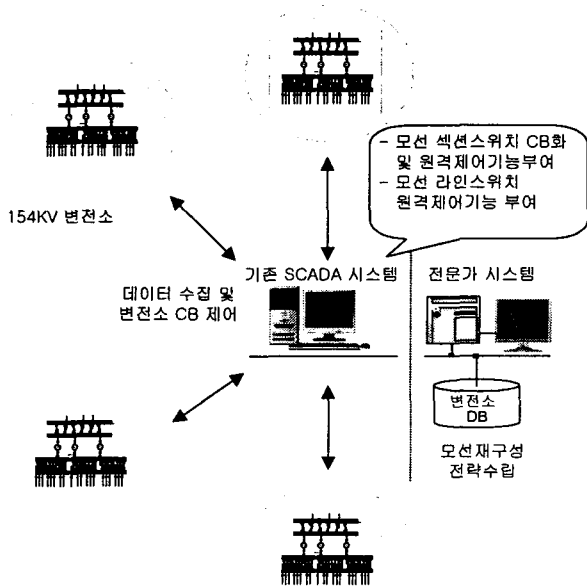 - 모선 섹션스위치 CB화
및 원격제어기능부여
- 모선 라인스위치
원격제어기능 부여
154KV 변전소
데이터 수집 및
변전소 CB 제어
기존 SCADA 시스템
전문가 시스템
변전소
DB
모선재구성
전략수립